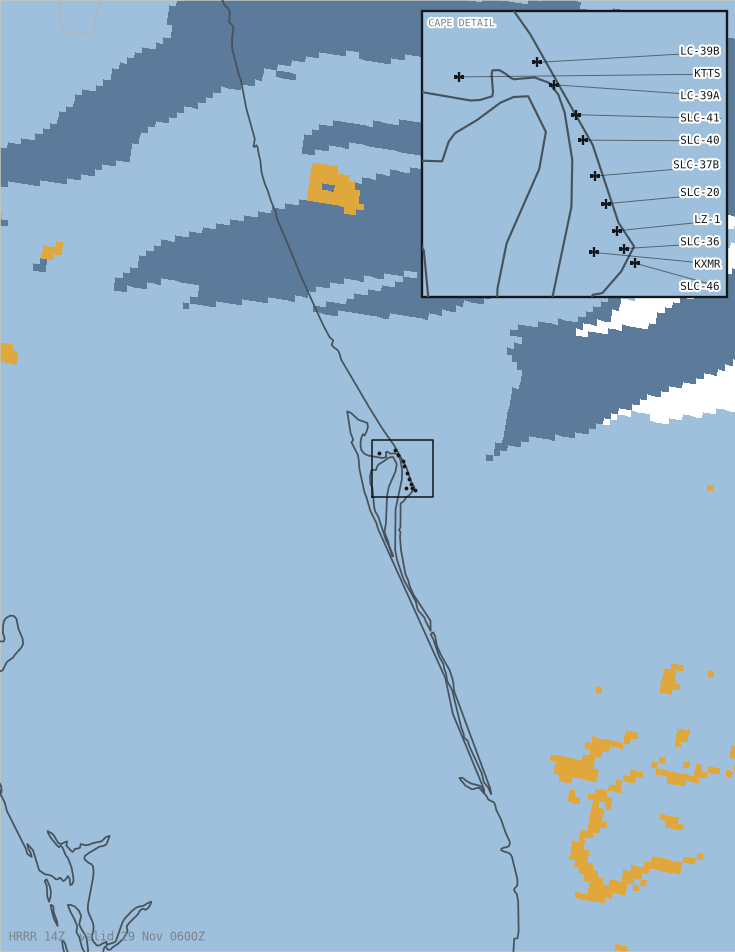 CAPE DETAIL
LC-39B
KTTS
LC-39A
SLC-41
SLC-40
SLC-37B
SLC-20
LZ-1
SLC-36
KXMR
SLC-46
HRRR 14Z valid 29 Nov 0600Z